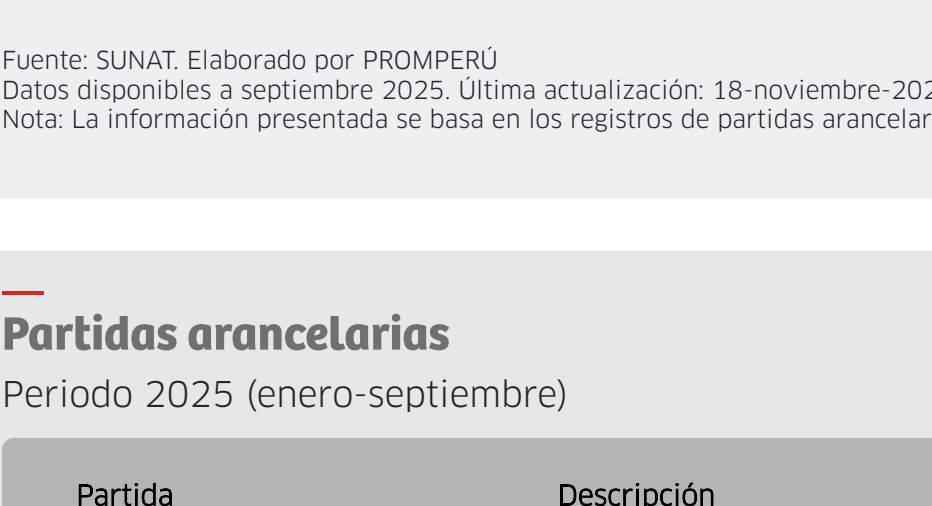 Fuente: SUNAT. Elaborado por PROMPERÚ
Datos disponibles a septiembre 2025. Última actualización: 18-noviembre-202
Nota: La información presentada se basa en los registros de partidas arancelar
Partidas arancelarias
Periodo 2025 (enero-septiembre)
Partida Descripción